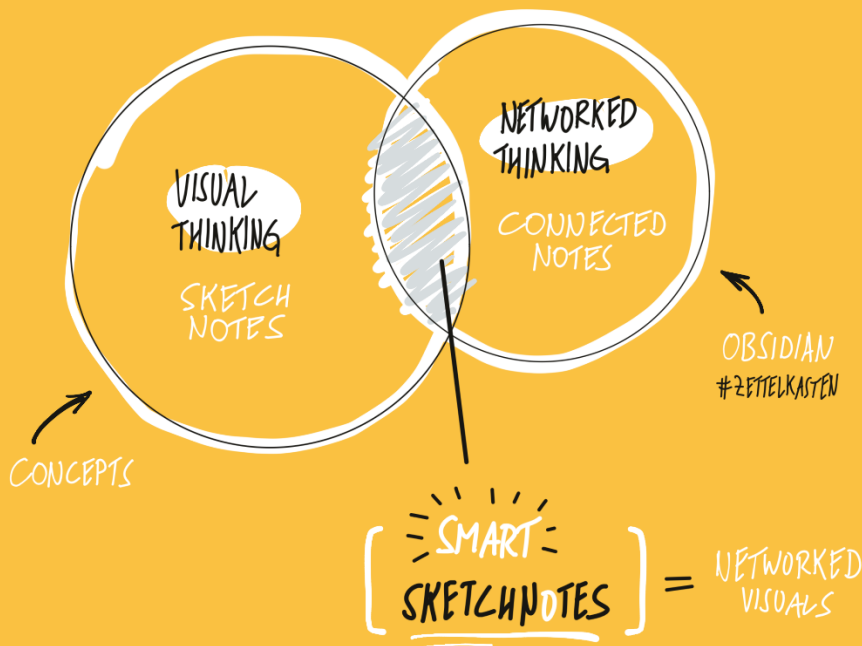 VISUAL
THINKING
SKETCH
NOTES
NETWORKED
THINKING
CONNECTED
NOTES
OBSIDIAN
#ZETTELKASTEN
CONCEPTS
[ SMART
SKETCHNOTES ] = NETWORKED
VISUALS